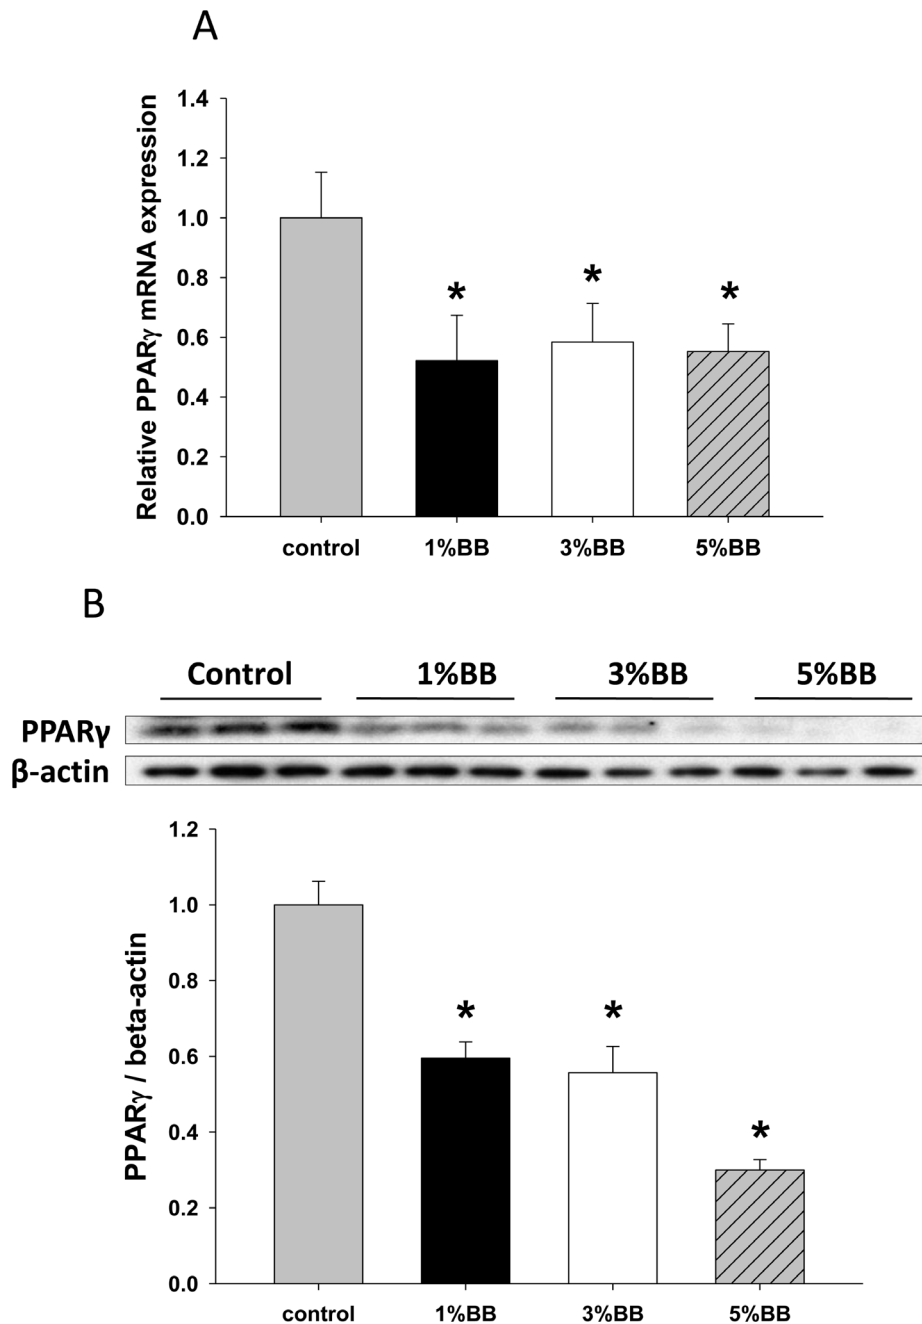 A
Relative PPARγ mRNA expression
1.4
1.2
1.0
0.8
0.6
0.4
0.2
0.0
*
*
*
control 1%BB 3%BB 5%BB
B
Control 1%BB 3%BB 5%BB
PPARγ
β-actin
PPARγ / beta-actin
1.2
1.0
0.8
0.6
0.4
0.2
0.0
*
*
*
control 1%BB 3%BB 5%BB